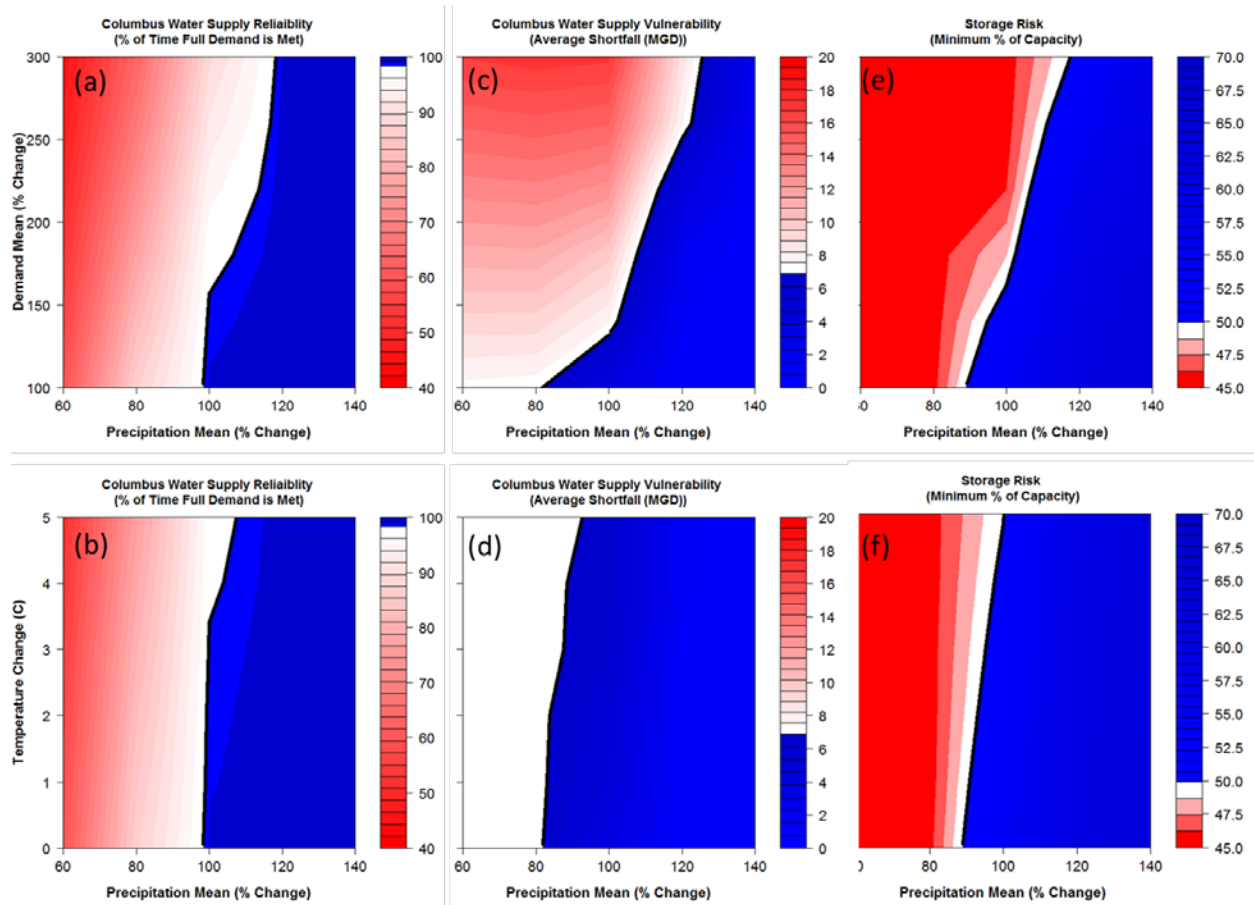 Columbus Water Supply Reliaiblity
(% of Time Full Demand is Met)
(a)
300
250
200
150
100
Demand Mean (% Change)
60 80 100 120 140
Precipitation Mean (% Change)
100
90
80
70
60
50
40
Columbus Water Supply Vulnerability
(Average Shortfall (MGD))
(c)
60 80 100 120 140
Precipitation Mean (% Change)
20
18
16
14
12
10
8
6
4
2
0
Storage Risk
(Minimum % of Capacity)
(e)
0 80 100 120 140
Precipitation Mean (% Change)
70.0
67.5
65.0
62.5
60.0
57.5
55.0
52.5
50.0
47.5
45.0
Columbus Water Supply Reliaiblity
(% of Time Full Demand is Met)
(b)
5
4
3
2
1
0
Temperature Change (C)
60 80 100 120 140
Precipitation Mean (% Change)
100
90
80
70
60
50
40
Columbus Water Supply Vulnerability
(Average Shortfall (MGD))
(d)
60 80 100 120 140
Precipitation Mean (% Change)
20
18
16
14
12
10
8
6
4
2
0
Storage Risk
(Minimum % of Capacity)
(f)
0 80 100 120 140
Precipitation Mean (% Change)
70.0
67.5
65.0
62.5
60.0
57.5
55.0
52.5
50.0
47.5
45.0